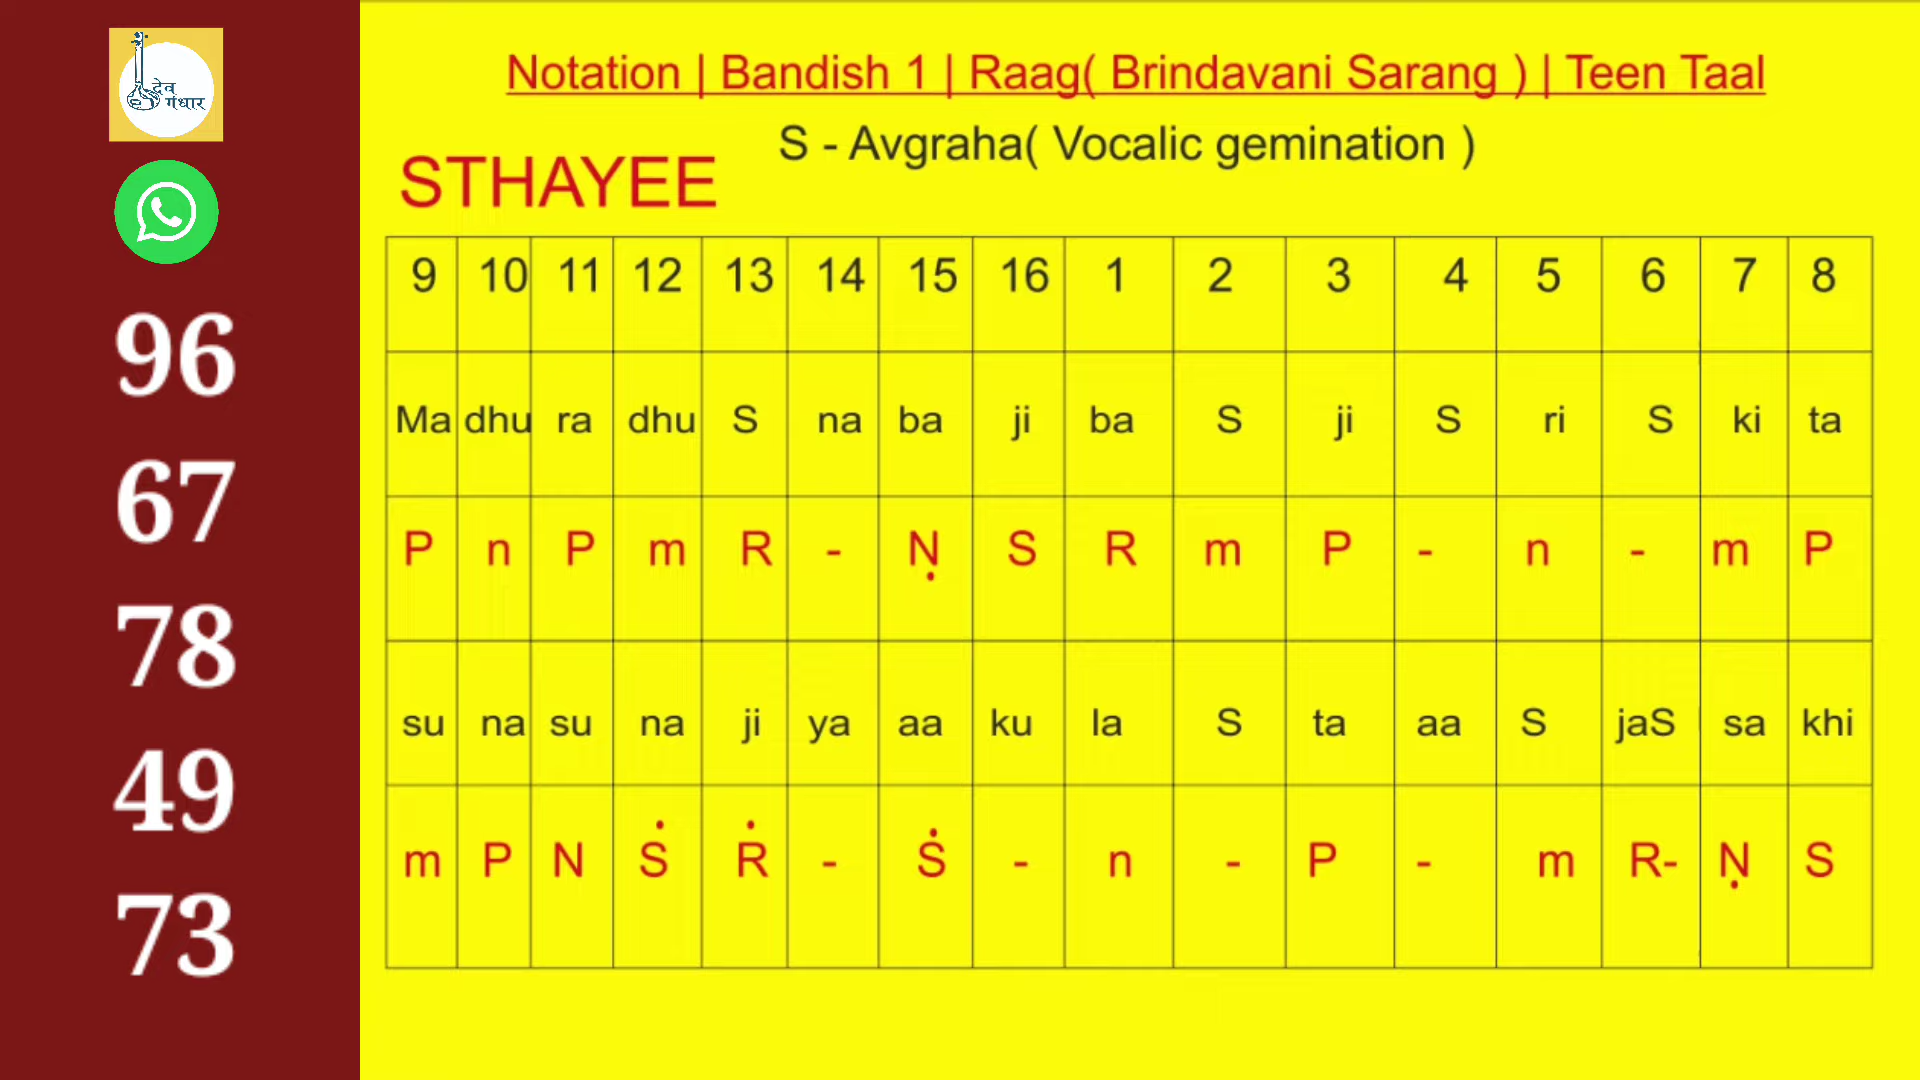 देव
गंधार
96
67
78
49
73
Notation | Bandish 1 | Raag( Brindavani Sarang ) | Teen Taal
S - Avgraha( Vocalic gemination )
STHAYEE
9 10 11 12 13 14 15 16 1 2 3 4 5 6 7 8
Ma dhu ra dhu S na ba ji ba S ji S ri S ki ta
P n P m R - Ṇ S R m P - n - m P
su na su na ji ya aa ku la S ta aa S jaS sa khi
m P N Ṡ Ṙ - Ṡ - n - P - m R- Ṇ S